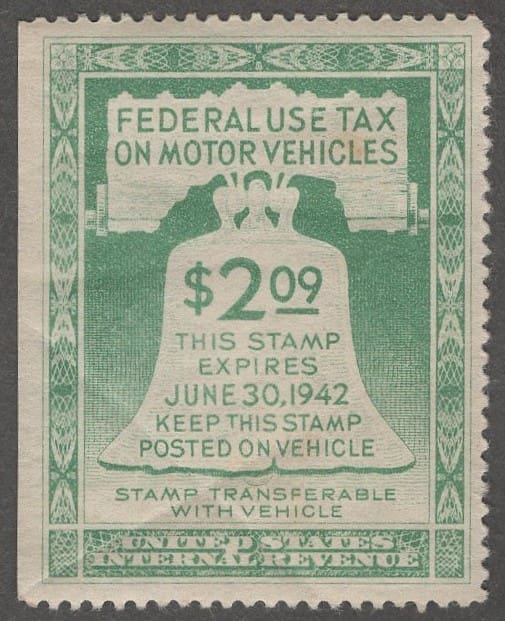 FEDERAL USE TAX
ON MOTOR VEHICLES
$2.09
THIS STAMP
EXPIRES
JUNE 30, 1942
KEEP THIS STAMP
POSTED ON VEHICLE
STAMP TRANSFERABLE
WITH VEHICLE
UNITED STATES
INTERNAL REVENUE